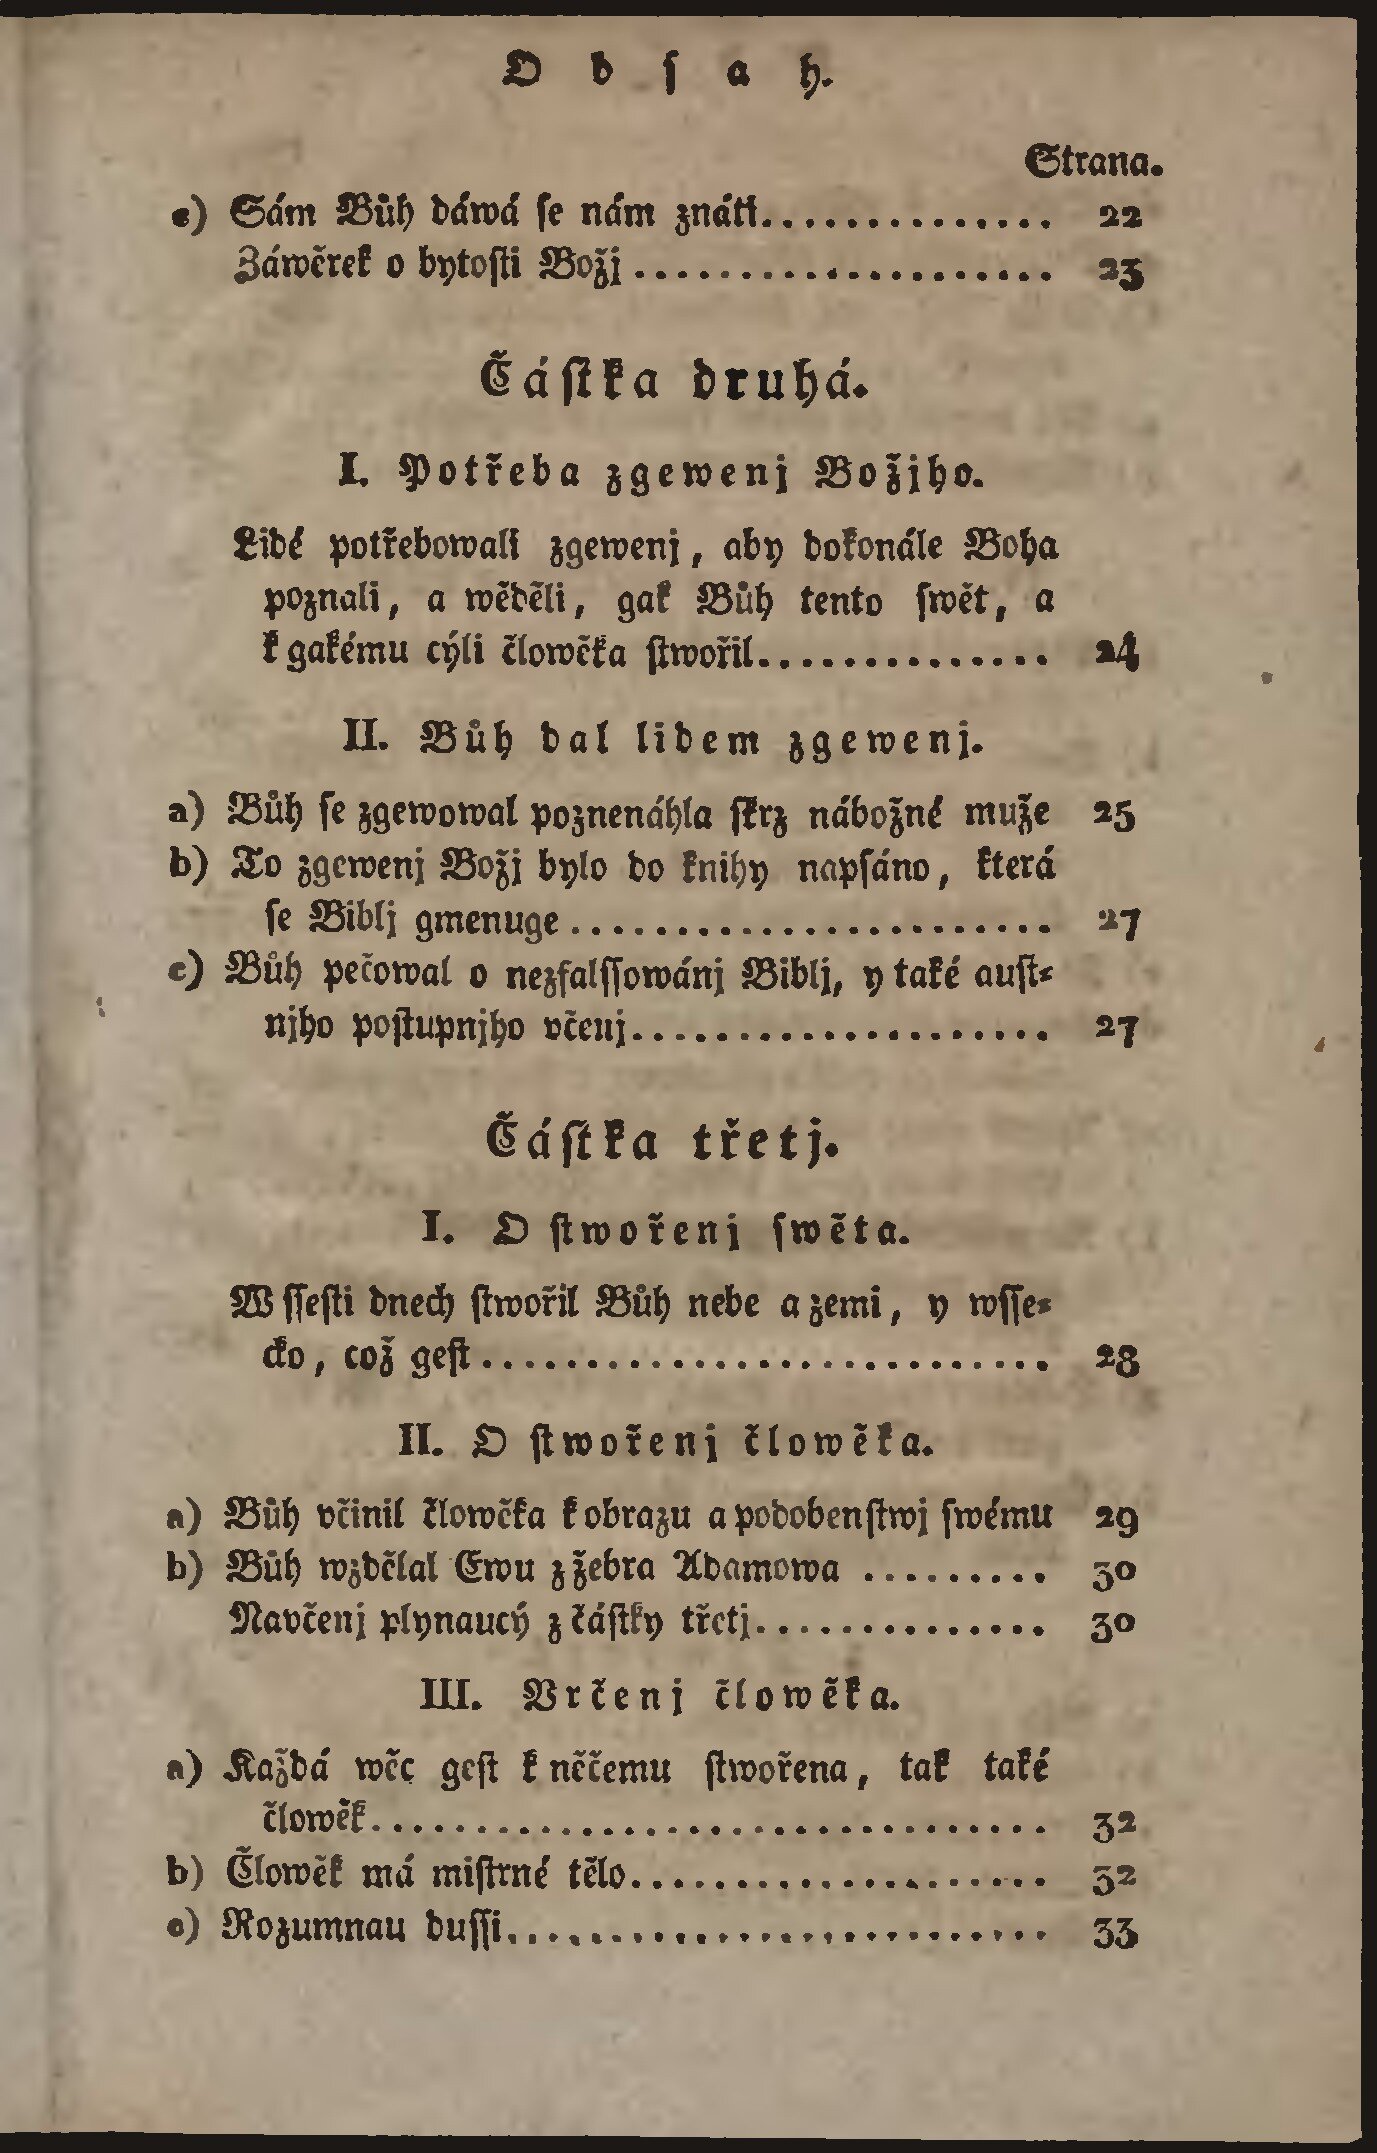 Obsah.
Strana.
e) Sám Bůh dáwá se nám znáti.............. 22
Záwěrek o bytosti Božj.................... 23
Částka druhá.
I. Potřeba zgewenj Božjho.
Lidé potřebowali zgewenj, aby dokonále Boha
poznali, a wěděli, gak Bůh tento swět, a
k gakému cýli člowěka stwořil.............. 24
II. Bůh dal lidem zgewenj.
a) Bůh se zgewowal poznenáhla skrz nábožné muže 25
b) To zgewenj Božj bylo do knihy napsáno, která
se Biblj gmenuge....................... 27
c) Bůh pečowal o nezfalssowánj Biblj, y také aust-
njho postupnjho včenj.................... 27
Částka třetj.
I. O stwořenj swěta.
W ssesti dnech stwořil Bůh nebe a zemi, y wsse-
cko, což gest........................... 28
II. O stwořenj člowěka.
a) Bůh včinil člowěka k obrazu a podobenstwj swému 29
b) Bůh wzdělal Ewu z žebra Adamowa ......... 30
Navčenj plynaucý z částky třetj.............. 30
III. Vrčenj člowěka.
a) Každá wěc gest k něčemu stwořena, tak také
člowěk................................ 32
b) Člowěk má mistrné tělo.................... 32
c) Rozumnau dussi.......................... 33